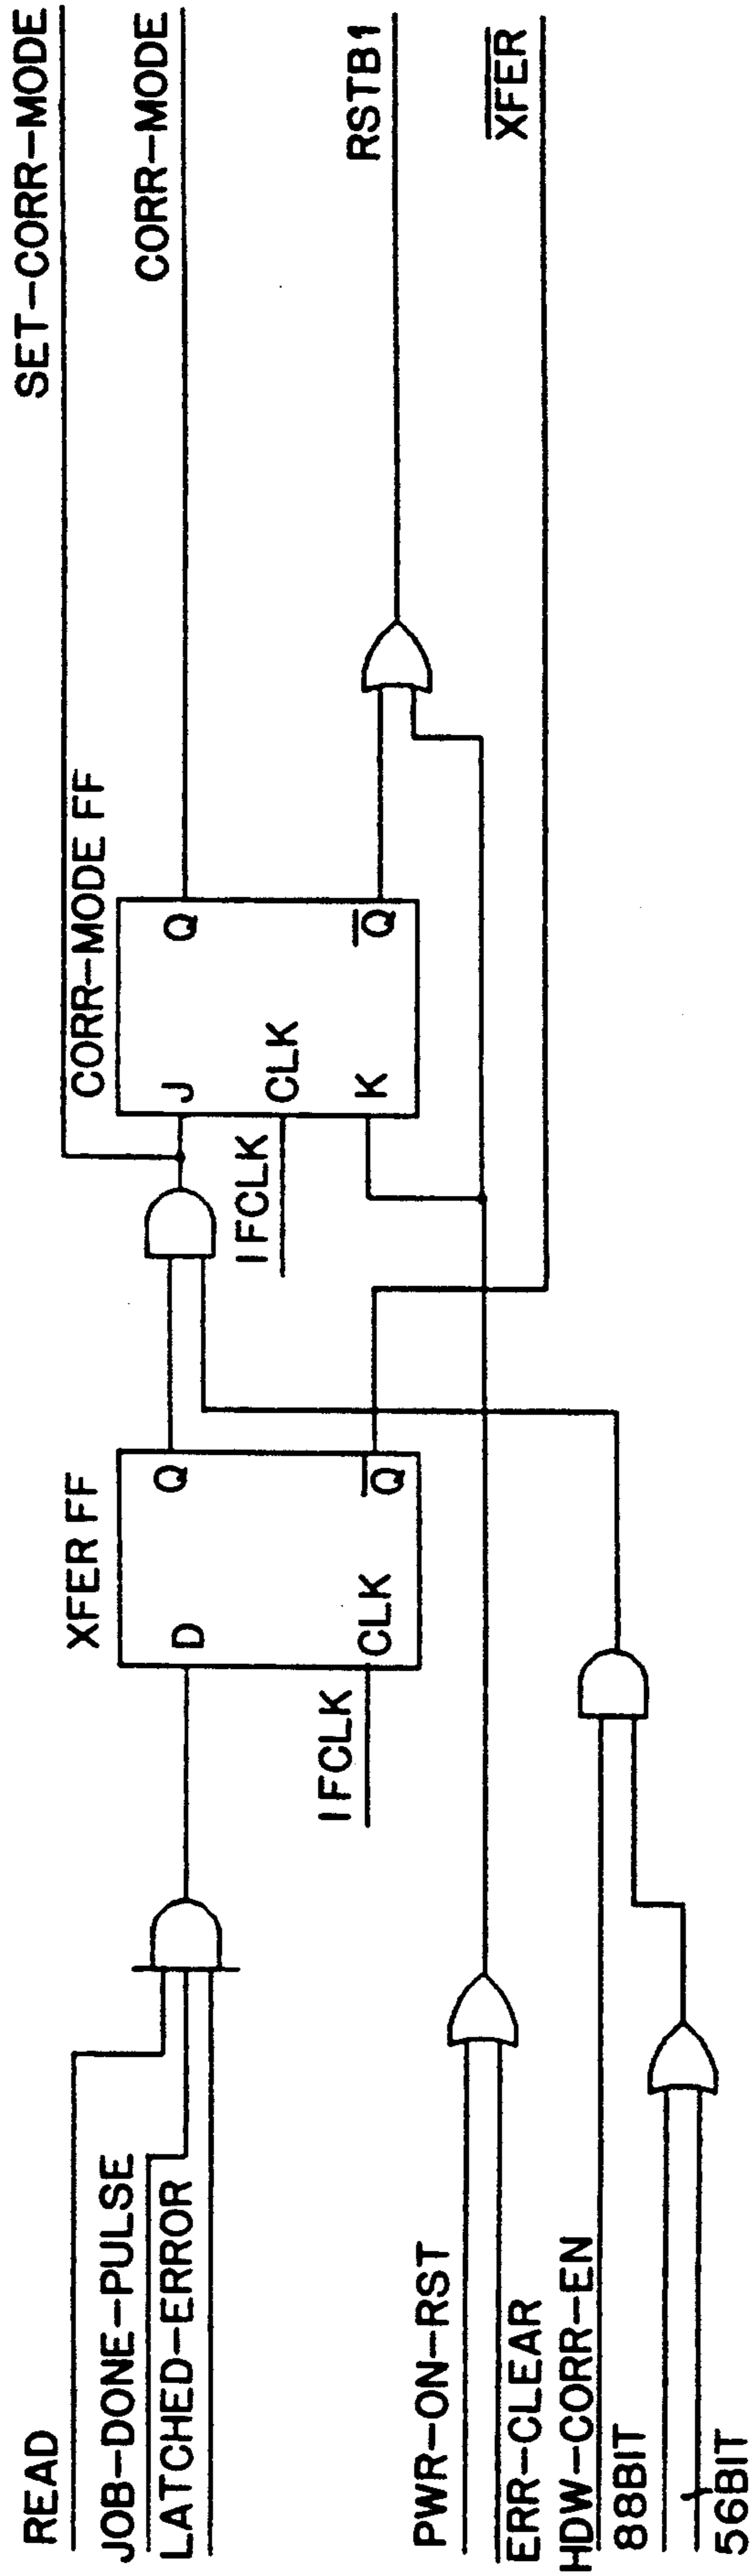 READ
JOB–DONE–PULSE
LATCHED–ERROR
PWR–ON–RST
ERR–CLEAR
HDW–CORR–EN
88BIT
56BIT
XFER FF
D
Q
CLK
Q
IFCLK
CORR–MODE FF
J
Q
CLK
K
Q
IFCLK
SET–CORR–MODE
CORR–MODE
RSTB1
XFER